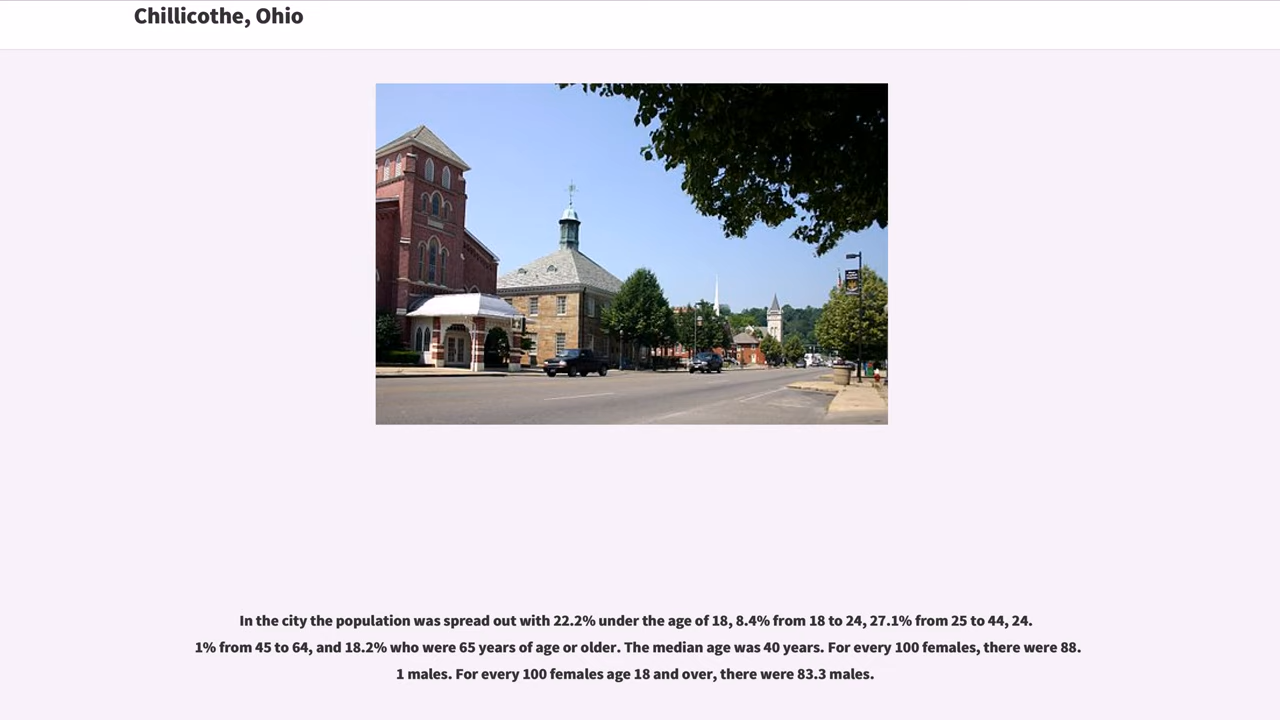 Chillicothe, Ohio
In the city the population was spread out with 22.2% under the age of 18, 8.4% from 18 to 24, 27.1% from 25 to 44, 24.
1% from 45 to 64, and 18.2% who were 65 years of age or older. The median age was 40 years. For every 100 females, there were 88.
1 males. For every 100 females age 18 and over, there were 83.3 males.